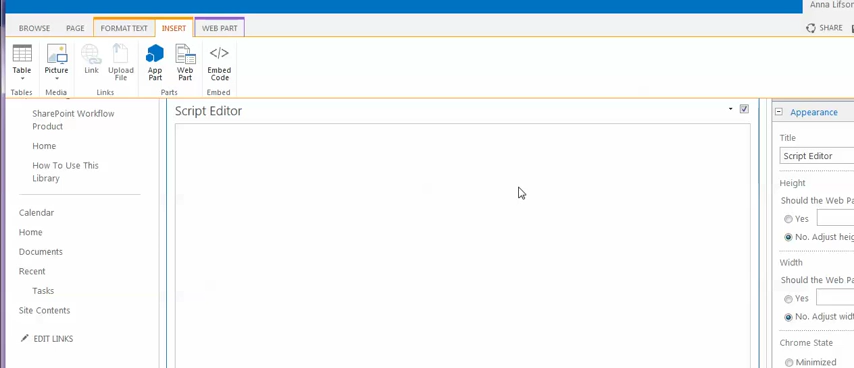 Anna Lifson
BROWSE PAGE FORMAT TEXT INSERT WEB PART
SHARE
Table Picture Link Upload File App Part Web Part Embed Code
Tables Media Links Parts Embed
SharePoint Workflow
Product
Home
How To Use This
Library
Calendar
Home
Documents
Recent
Tasks
Site Contents
EDIT LINKS
Script Editor
Appearance
Title
Script Editor
Height
Should the Web Pa
Yes
No. Adjust heig
Width
Should the Web Pa
Yes
No. Adjust widt
Chrome State
Minimized